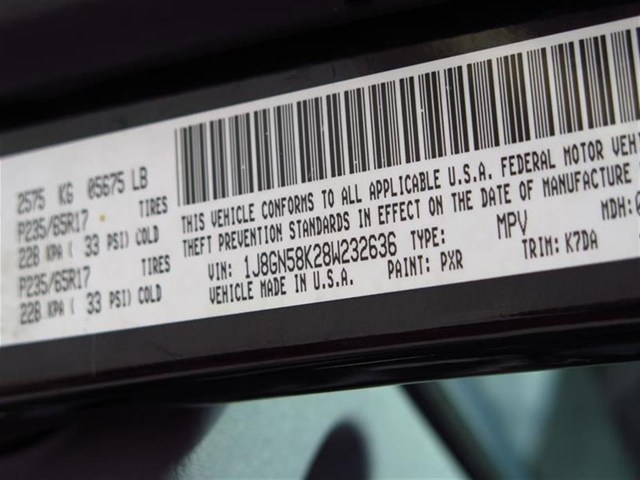 2575 KG 05675 LB
P235/65R17 TIRES
228 KPA ( 33 PSI) COLD
P235/65R17 TIRES
228 KPA ( 33 PSI) COLD
THIS VEHICLE CONFORMS TO ALL APPLICABLE U.S.A. FEDERAL MOTOR VEH
THEFT PREVENTION STANDARDS IN EFFECT ON THE DATE OF MANUFACTURE
VIN: 1J8GN58K28W232636 TYPE: MPV MDH:
VEHICLE MADE IN U.S.A. PAINT: PXR TRIM: K7DA